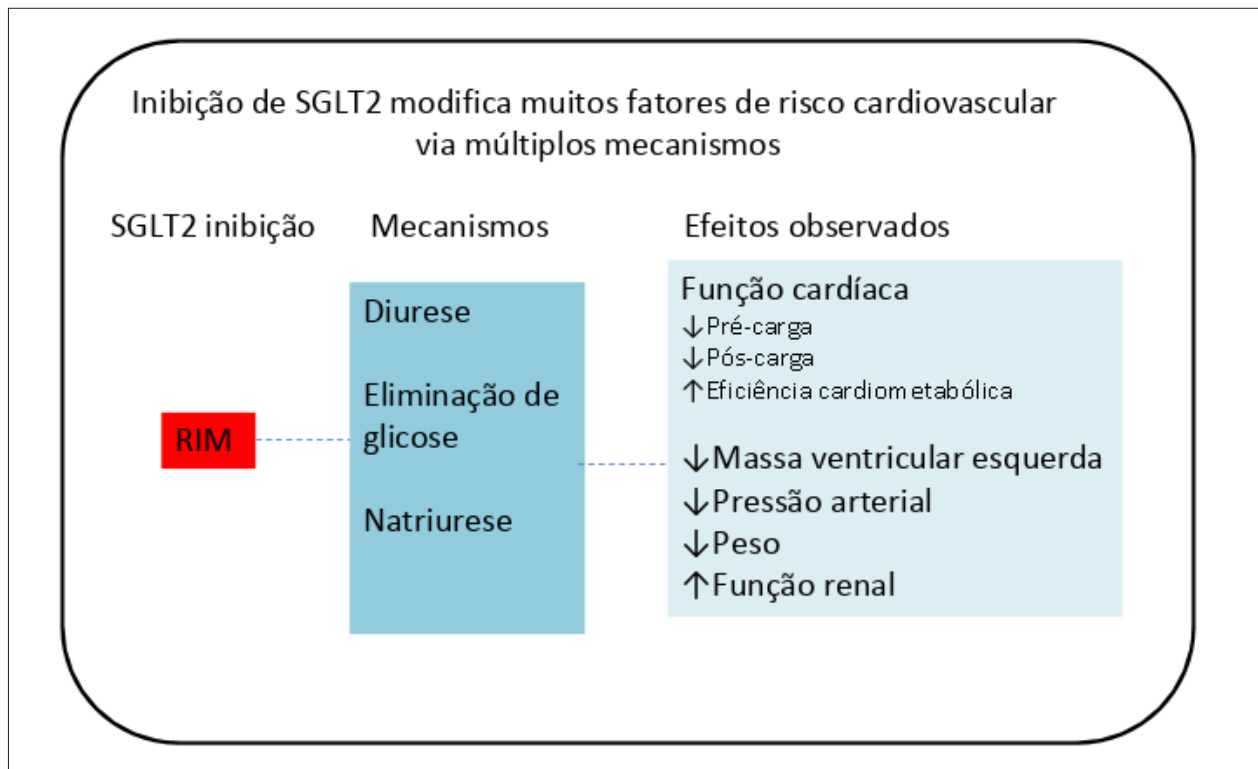 Inibição de SGLT2 modifica muitos fatores de risco cardiovascular
via múltiplos mecanismos
SGLT2 inibição
Mecanismos
Efeitos observados
RIM
Diurese
Eliminação de
glicose
Natriurese
Função cardíaca
↓Pré-carga
↓Pós-carga
↑Eficiência cardiometabólica
↓Massa ventricular esquerda
↓Pressão arterial
↓Peso
↑Função renal